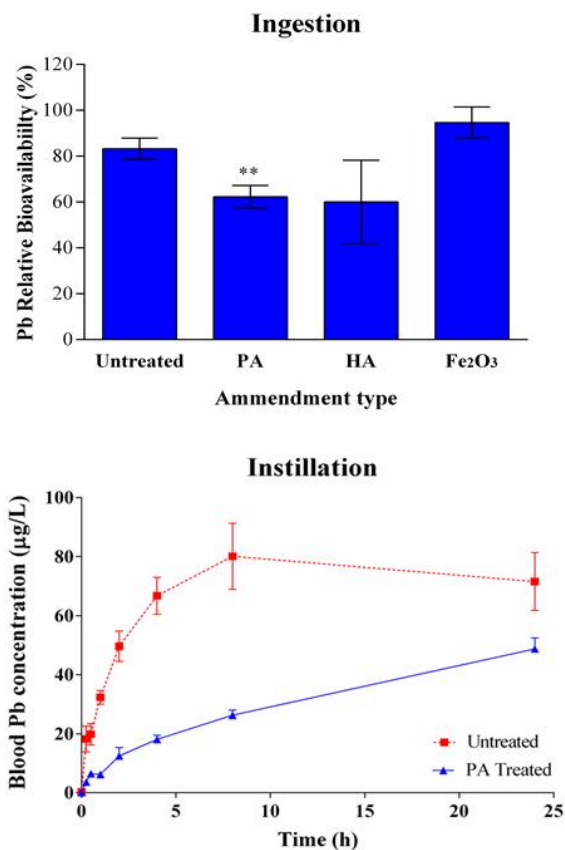 Ingestion
Pb Relative Bioavailabilty (%)
120
100
80
60
40
20
0
**
Untreated PA HA Fe₂O₃
Ammendment type
Instillation
Blood Pb concentration (µg/L)
100
80
60
40
20
0
Untreated
PA Treated
0 5 10 15 20 25
Time (h)